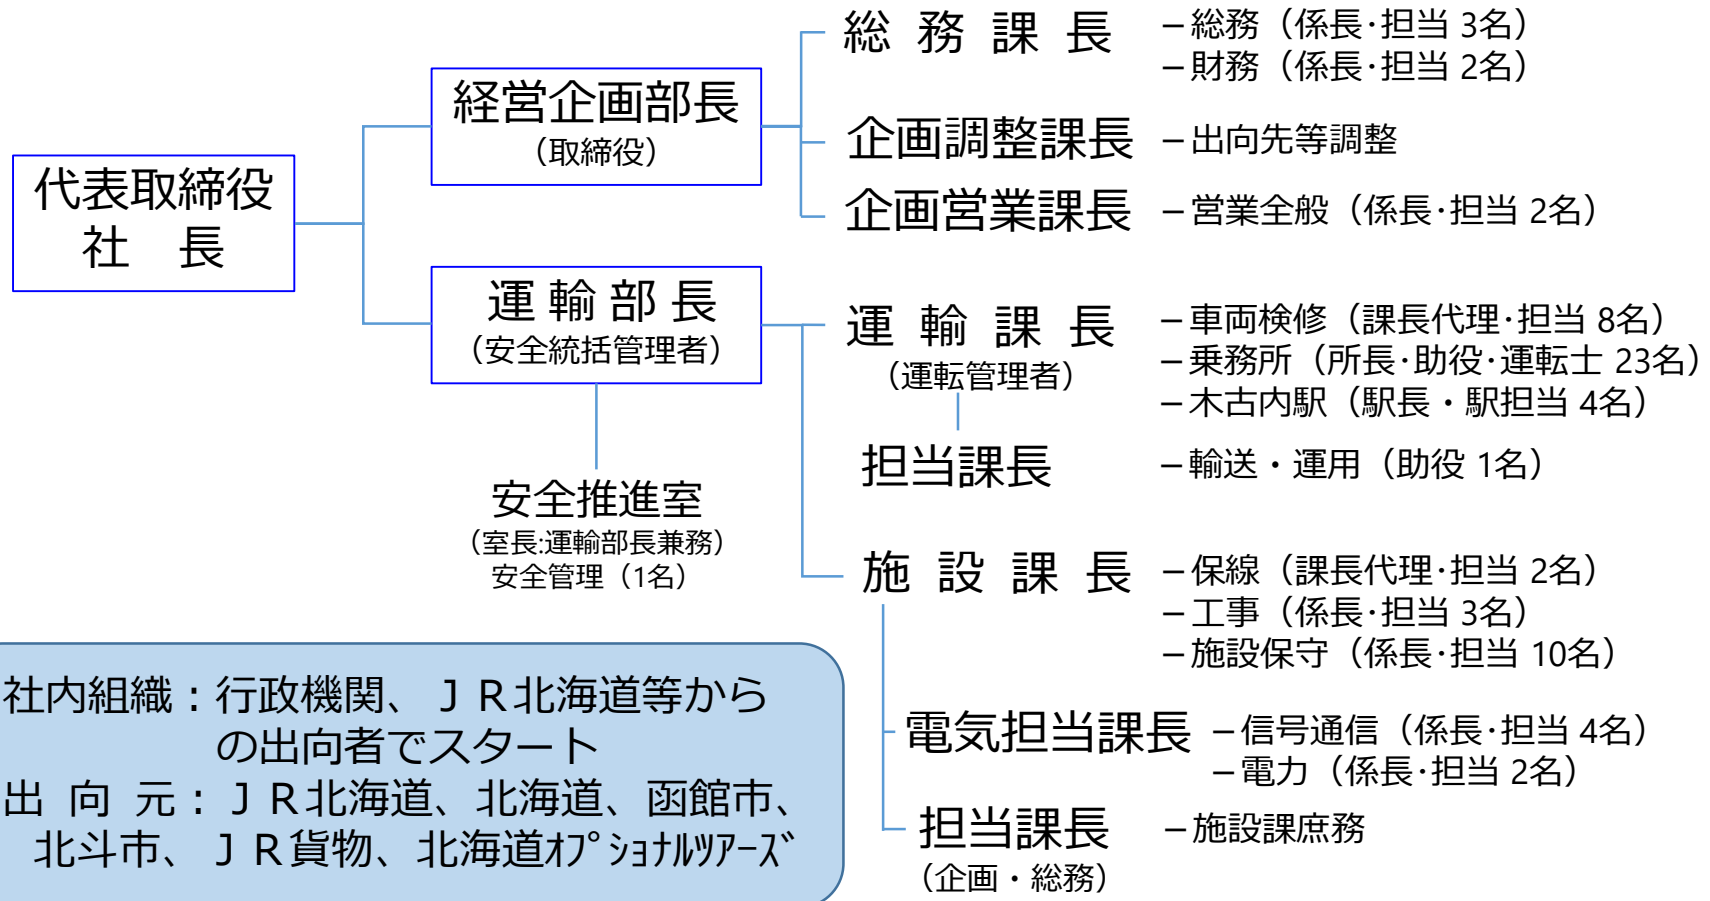 代表取締役
社　長
経営企画部長
（取締役）
総 務 課 長
－総務（係長･担当 3名）
－財務（係長･担当 2名）
企画調整課長
－出向先等調整
企画営業課長
－営業全般（係長･担当 2名）
運 輸 部 長
（安全統括管理者）
安全推進室
（室長:運輸部長兼務）
安全管理（1名）
運 輸 課 長
（運転管理者）
－車両検修（課長代理･担当 8名）
－乗務所（所長･助役･運転士 23名）
－木古内駅（駅長・駅担当 4名）
担当課長
－輸送・運用（助役 1名）
施 設 課 長
－保線（課長代理･担当 2名）
－工事（係長･担当 3名）
－施設保守（係長･担当 10名）
電気担当課長
－信号通信（係長･担当 4名）
－電力（係長･担当 2名）
担当課長
（企画・総務）
－施設課庶務
社内組織：行政機関、ＪＲ北海道等から
の出向者でスタート
出 向 元：ＪＲ北海道、北海道、函館市、
北斗市、ＪＲ貨物、北海道ｵﾌﾟｼｮﾅﾙﾂｱｰｽﾞ